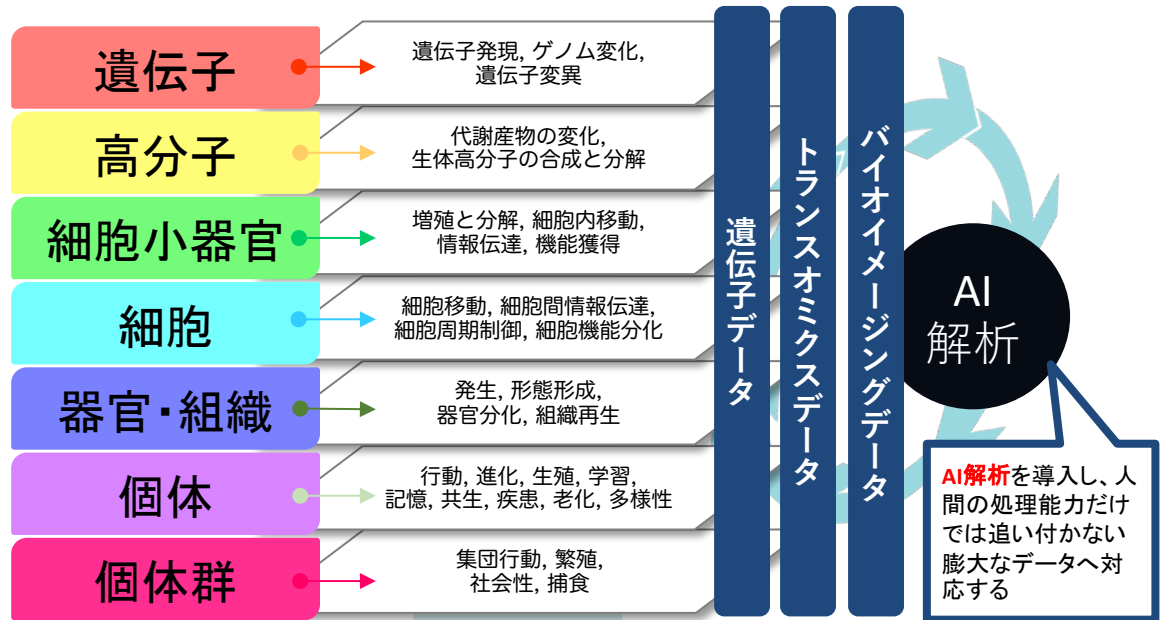 遺伝子
遺伝子発現, ゲノム変化,
遺伝子変異
高分子
代謝産物の変化,
生体高分子の合成と分解
細胞小器官
増殖と分解, 細胞内移動,
情報伝達, 機能獲得
細胞
細胞移動, 細胞間情報伝達,
細胞周期制御, 細胞機能分化
器官・組織
発生, 形態形成,
器官分化, 組織再生
個体
行動, 進化, 生殖, 学習,
記憶, 共生, 疾患, 老化, 多様性
個体群
集団行動, 繁殖,
社会性, 捕食
遺伝子データ
トランスオミクスデータ
バイオイメージングデータ
AI
解析
AI解析を導入し、人
間の処理能力だけ
では追い付かない
膨大なデータへ対
応する